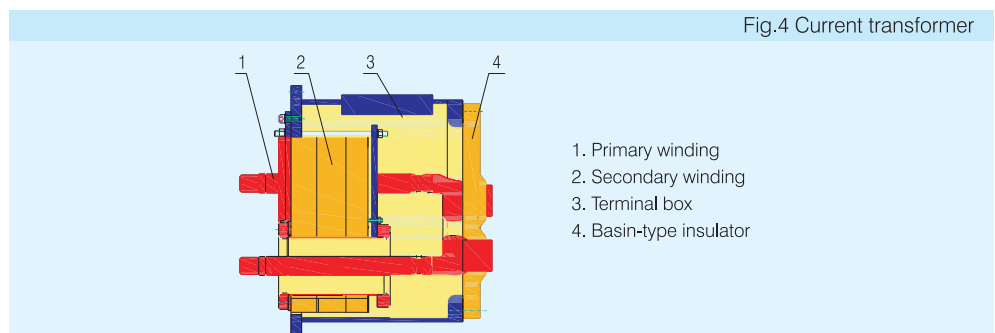 Fig.4 Current transformer
1 2 3 4
1. Primary winding
2. Secondary winding
3. Terminal box
4. Basin-type insulator